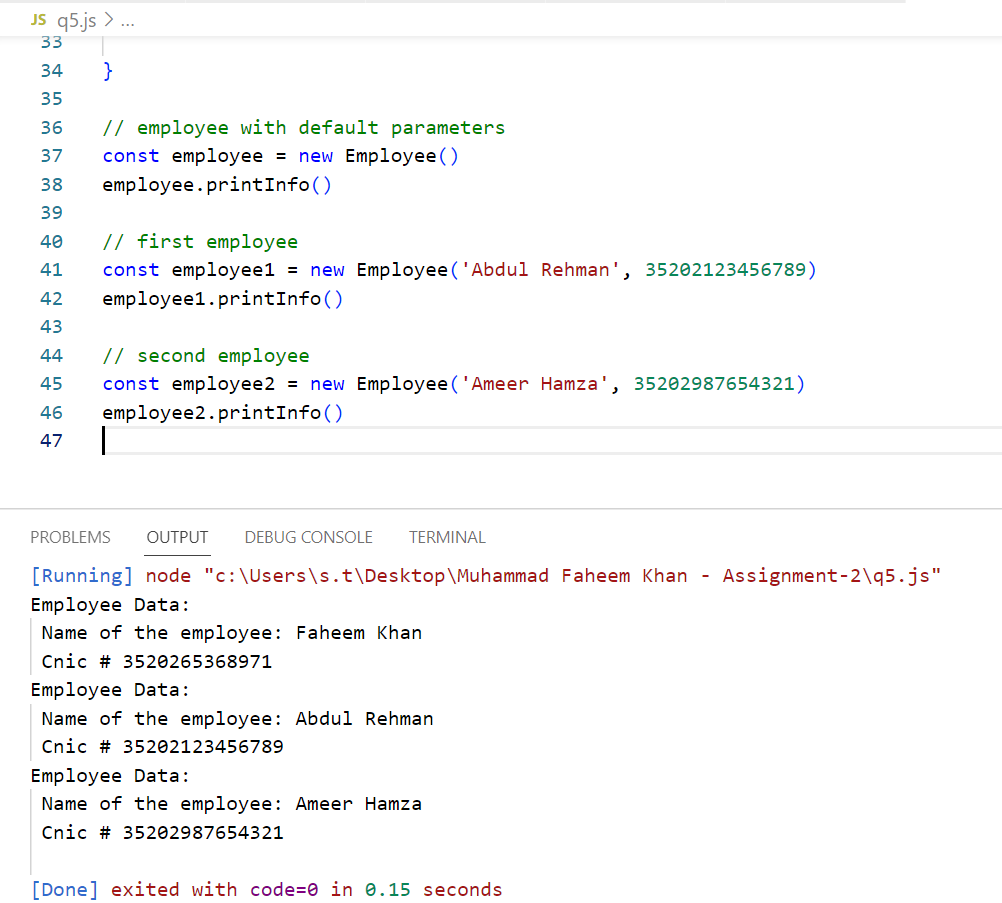 JS q5.js > ...
33
34 }
35
36 // employee with default parameters
37 const employee = new Employee()
38 employee.printInfo()
39
40 // first employee
41 const employee1 = new Employee('Abdul Rehman', 35202123456789)
42 employee1.printInfo()
43
44 // second employee
45 const employee2 = new Employee('Ameer Hamza', 35202987654321)
46 employee2.printInfo()
47
PROBLEMS OUTPUT DEBUG CONSOLE TERMINAL
[Running] node "c:\Users\s.t\Desktop\Muhammad Faheem Khan - Assignment-2\q5.js"
Employee Data:
Name of the employee: Faheem Khan
Cnic # 3520265368971
Employee Data:
Name of the employee: Abdul Rehman
Cnic # 35202123456789
Employee Data:
Name of the employee: Ameer Hamza
Cnic # 35202987654321
[Done] exited with code=0 in 0.15 seconds